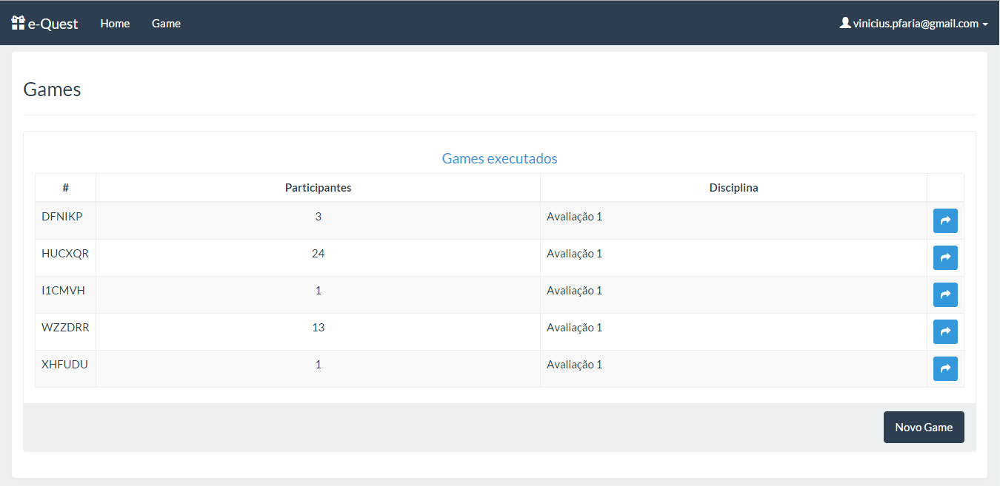 e-Quest Home Game vinicius.pfaria@gmail.com
Games
Games executados
# Participantes Disciplina
DFNIKP 3 Avaliação 1
HUCXQR 24 Avaliação 1
I1CMVH 1 Avaliação 1
WZZDRR 13 Avaliação 1
XHFUDU 1 Avaliação 1
Novo Game